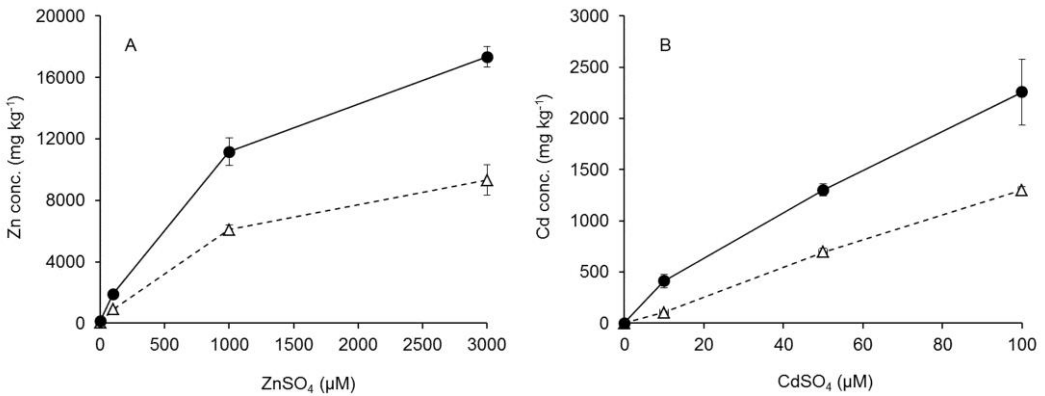 A
Zn conc. (mg kg⁻¹)
20000
16000
12000
8000
4000
0
0 500 1000 1500 2000 2500 3000
ZnSO₄ (µM)
B
Cd conc. (mg kg⁻¹)
3000
2500
2000
1500
1000
500
0
0 20 40 60 80 100
CdSO₄ (µM)